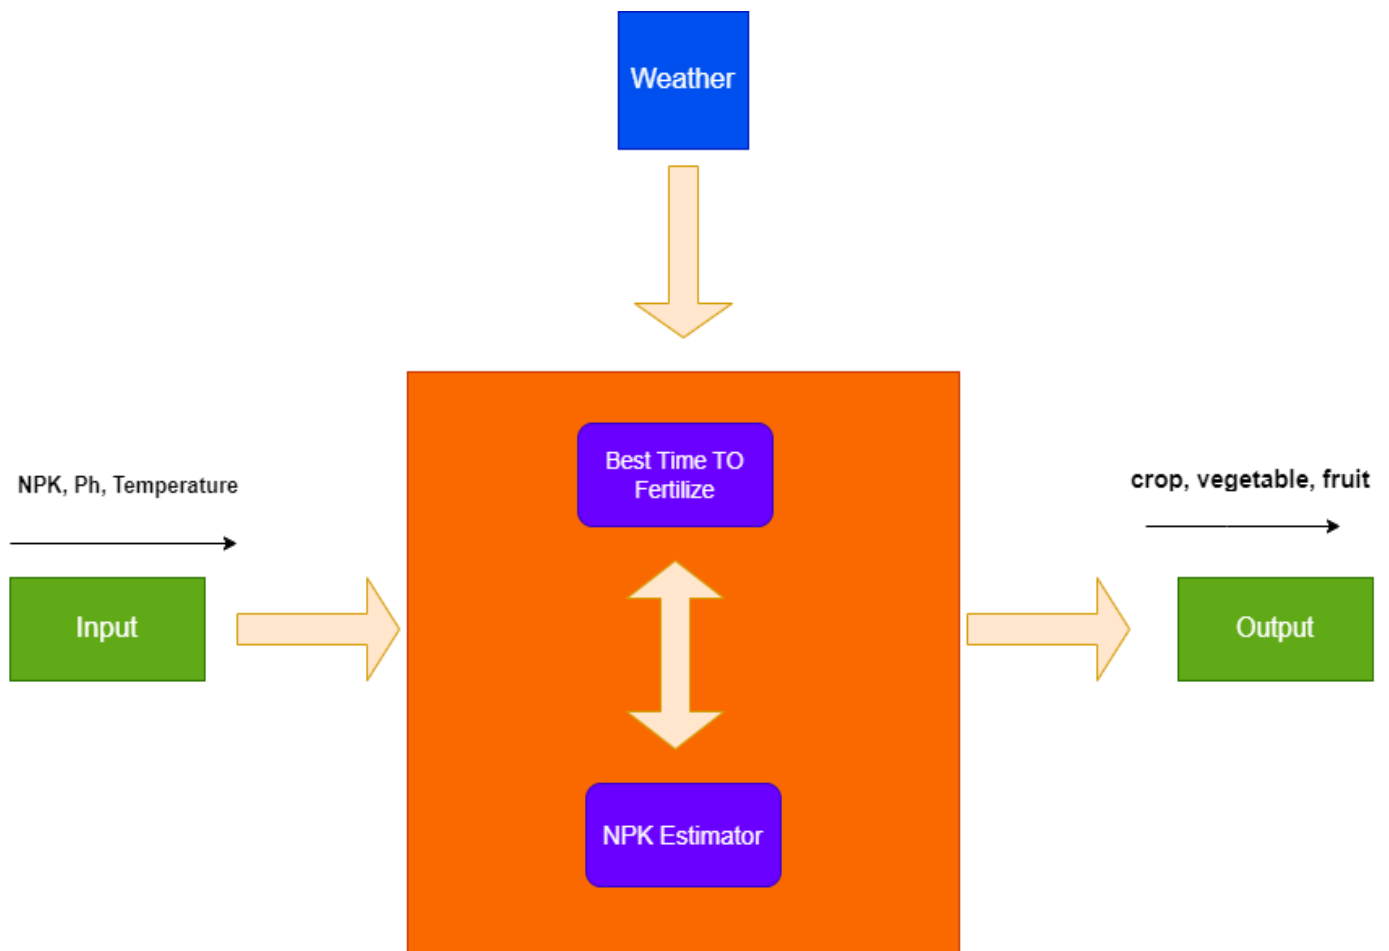 Weather
Best Time TO
Fertilize
NPK, Ph, Temperature
crop, vegetable, fruit
Input
Output
NPK Estimator